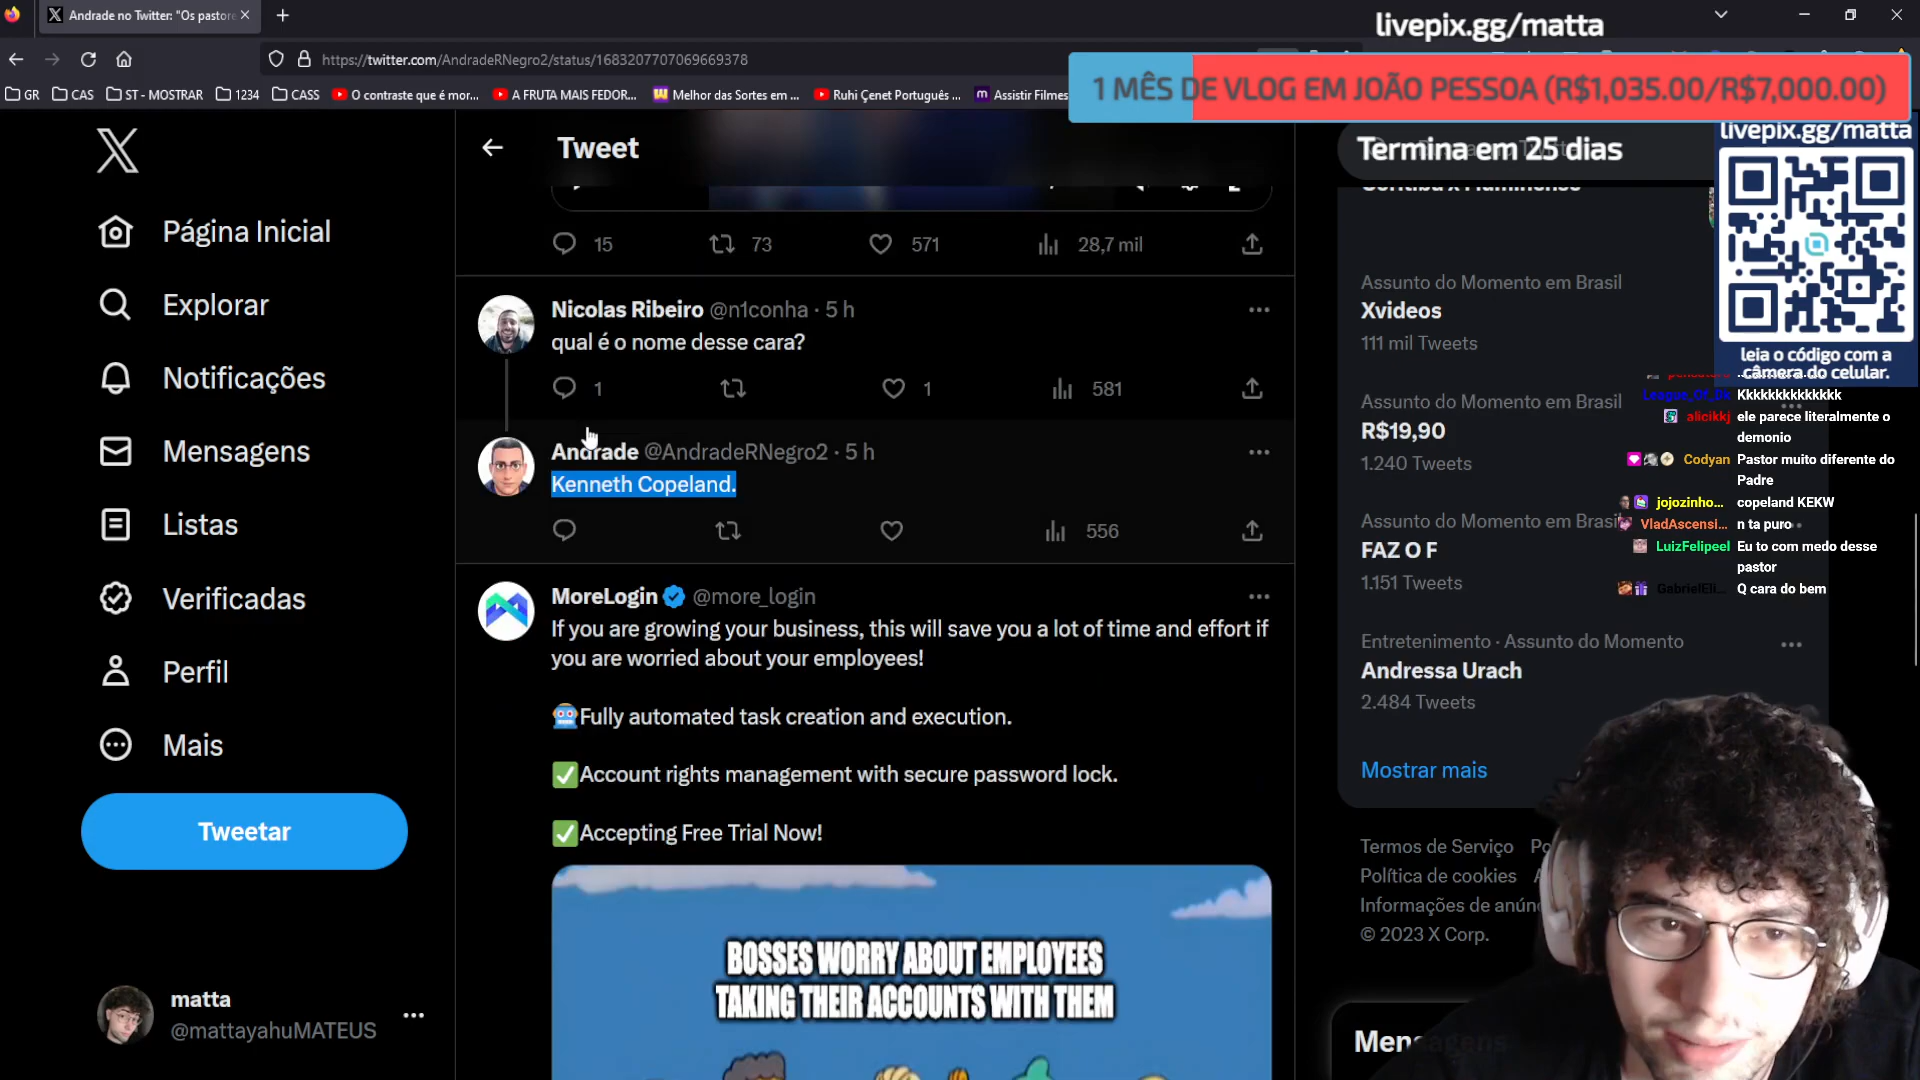 Andrade no Twitter: "Os pastore
livepix.gg/matta
https://twitter.com/AndradeRNegro2/status/1683207707069669378
GR
CAS
ST - MOSTRAR
1234
CASS
O contraste que é mor...
A FRUTA MAIS FEDOR...
Melhor das Sortes em ...
Ruhi Çenet Português ...
Assistir Filmes
1 MÊS DE VLOG EM JOÃO PESSOA (R$1,035.00/R$7,000.00)
livepix.gg/matta
Termina em 25 dias
leia o código com a
câmera do celular.
Página Inicial
Explorar
Notificações
Mensagens
Listas
Verificadas
Perfil
Mais
Tweetar
matta
@mattayahuMATEUS
Tweet
15
73
571
28,7 mil
Nicolas Ribeiro @n1conha · 5 h
qual é o nome desse cara?
1
1
581
Andrade @AndradeRNegro2 · 5 h
Kenneth Copeland.
556
MoreLogin @more_login
If you are growing your business, this will save you a lot of time and effort if
you are worried about your employees!
Fully automated task creation and execution.
Account rights management with secure password lock.
Accepting Free Trial Now!
BOSSES WORRY ABOUT EMPLOYEES
TAKING THEIR ACCOUNTS WITH THEM
Assunto do Momento em Brasil
Xvideos
111 mil Tweets
Assunto do Momento em Brasil
R$19,90
1.240 Tweets
Assunto do Momento em Brasil
FAZ O F
1.151 Tweets
Entretenimento · Assunto do Momento
Andressa Urach
2.484 Tweets
Mostrar mais
Termos de Serviço
Política de cookies
Informações de anún
© 2023 X Corp.
Mensagens
Kkkkkkkkkkkkk
alicikkj ele parece literalmente o
demonio
Codyan Pastor muito diferente do
Padre
jojozinho... copeland KEKW
VladAscensi... n ta puro
LuizFelipeel Eu to com medo desse
pastor
GabrielEli... Q cara do bem